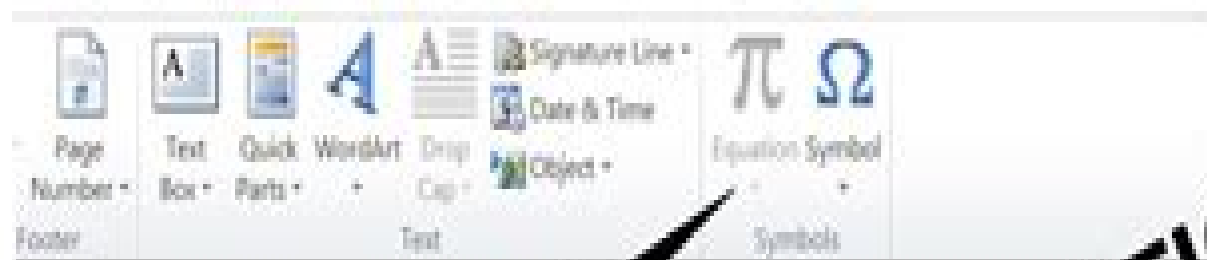 Page
Number
Footer
A
Text
Box
Quick
Parts
WordArt
Drop
Cap
Signature Line
Date & Time
Object
Text
π
Equation
Ω
Symbol
Symbols